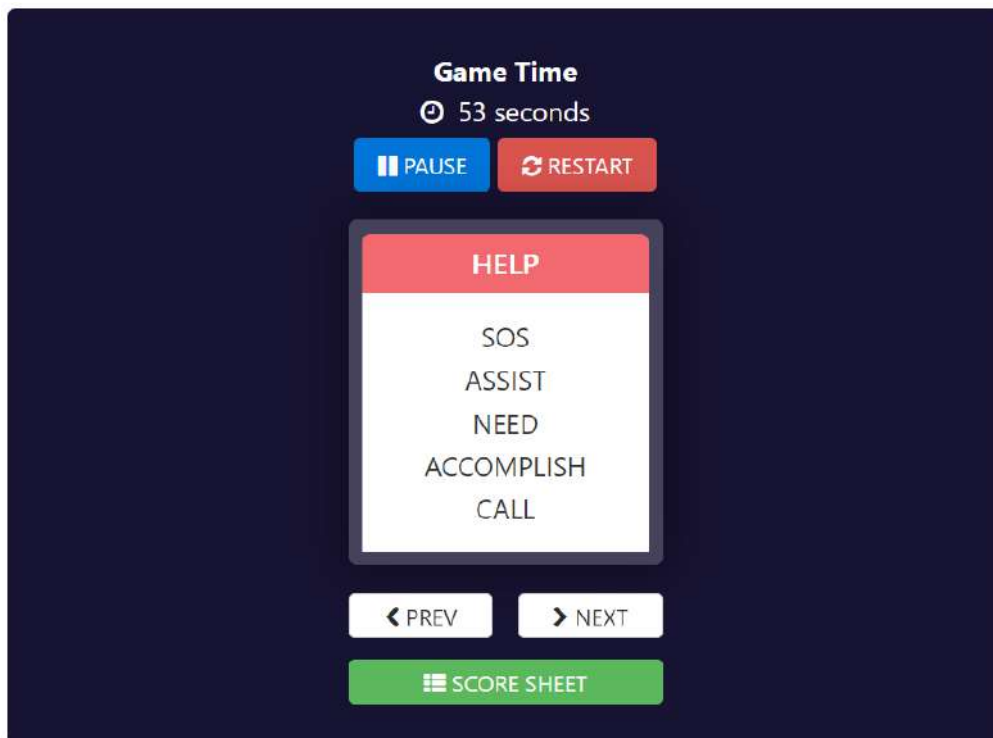 Game Time
53 seconds
PAUSE RESTART
HELP
SOS
ASSIST
NEED
ACCOMPLISH
CALL
PREV NEXT
SCORE SHEET